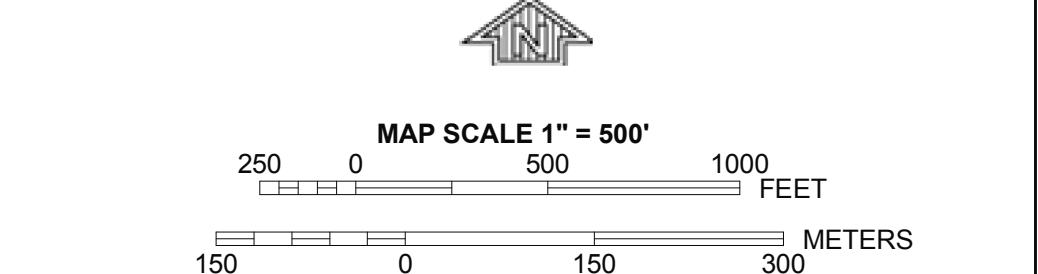 N
MAP SCALE 1" = 500'
250 0 500 1000
FEET
METERS
150 0 150 300